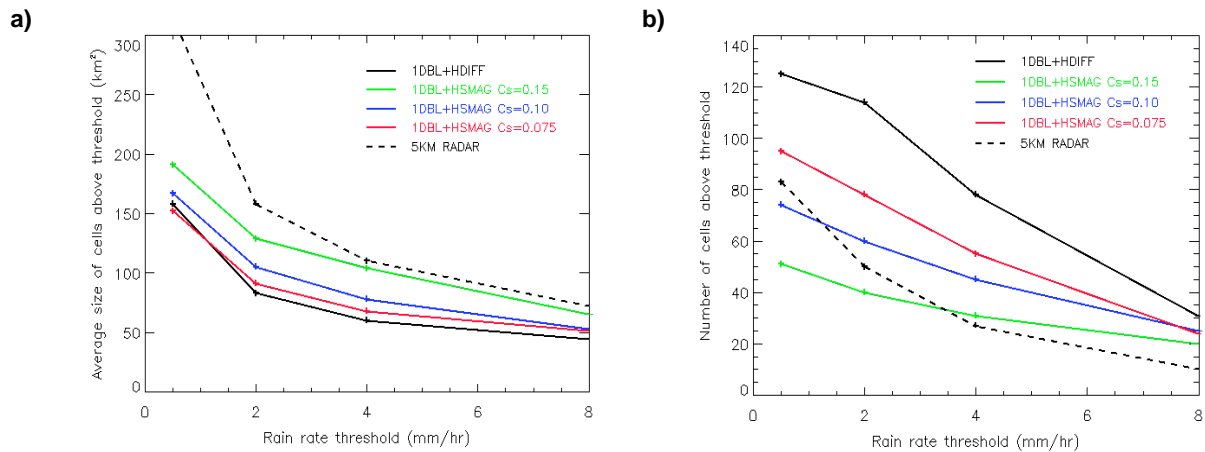 a)
300
250
200
150
100
50
0
0 2 4 6 8
Average size of cells above threshold (km²)
Rain rate threshold (mm/hr)
1DBL+HDIFF
1DBL+HSMAG Cs=0.15
1DBL+HSMAG Cs=0.10
1DBL+HSMAG Cs=0.075
5KM RADAR
b)
140
120
100
80
60
40
20
0
0 2 4 6 8
Number of cells above threshold
Rain rate threshold (mm/hr)
1DBL+HDIFF
1DBL+HSMAG Cs=0.15
1DBL+HSMAG Cs=0.10
1DBL+HSMAG Cs=0.075
5KM RADAR